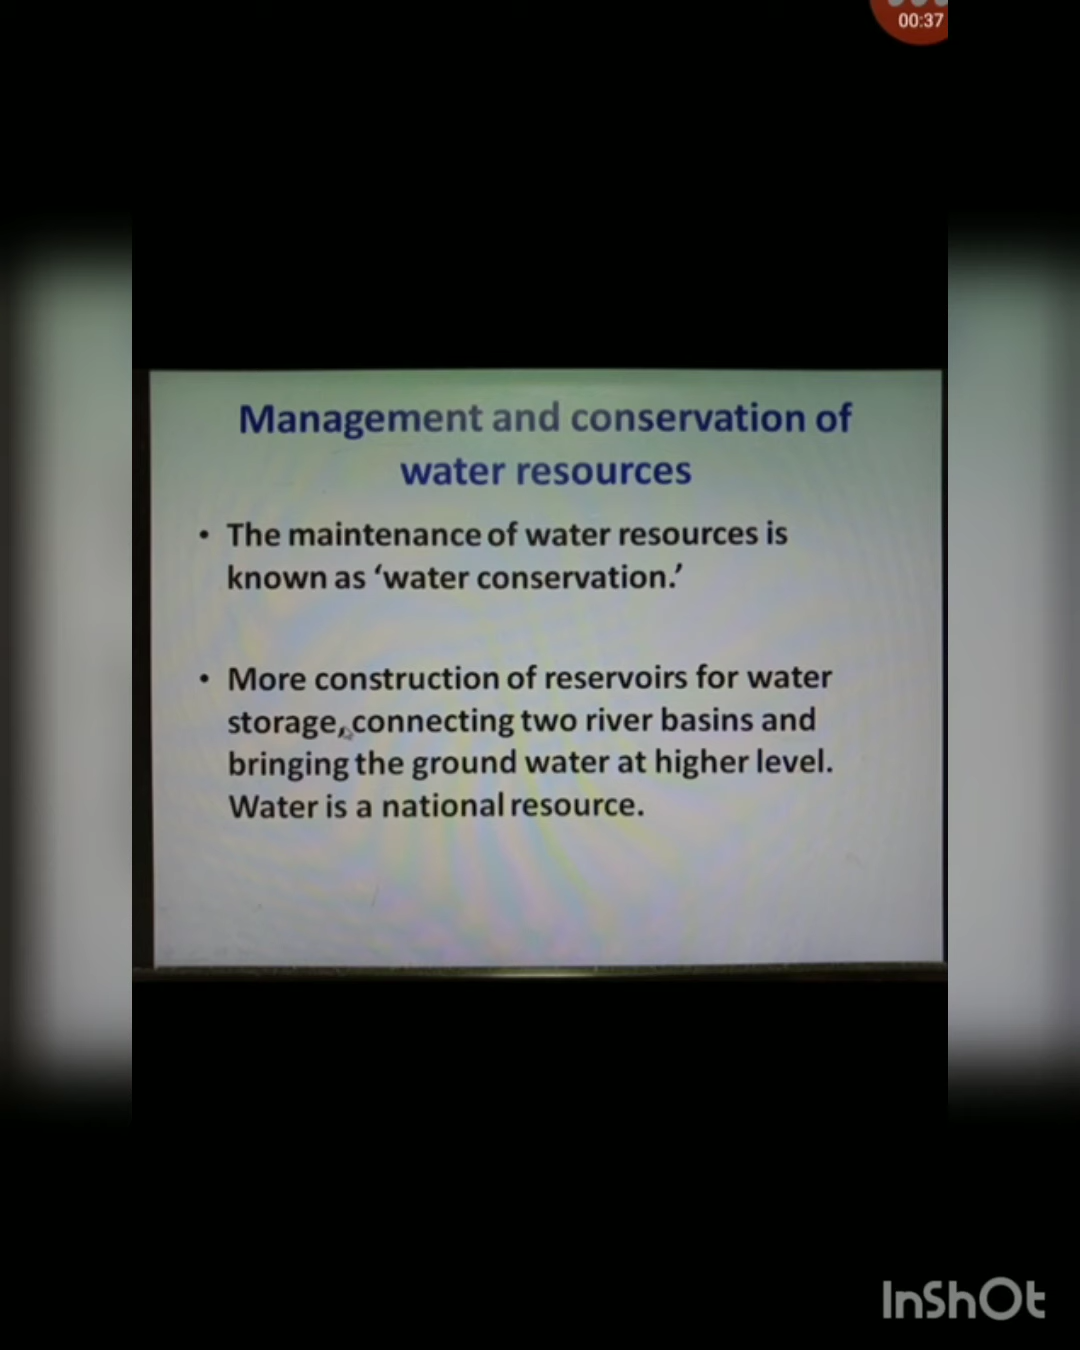 00:37
Management and conservation of
water resources
• The maintenance of water resources is
known as ‘water conservation.’
• More construction of reservoirs for water
storage, connecting two river basins and
bringing the ground water at higher level.
Water is a national resource.
InShOt